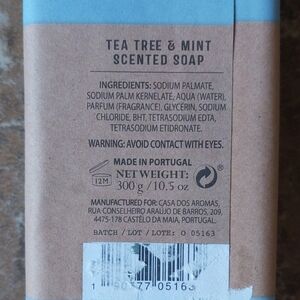 TEA TREE & MINT
SCENTED SOAP
INGREDIENTS: SODIUM PALMATE,
SODIUM PALM KERNELATE, AQUA (WATER),
PARFUM (FRAGRANCE), GLYCERIN, SODIUM
CHLORIDE, BHT, TETRASODIUM EDTA,
TETRASODIUM ETIDRONATE.
WARNING: AVOID CONTACT WITH EYES.
MADE IN PORTUGAL
12M
NET WEIGHT:
300 g / 10.5 oz
MANUFACTURED FOR: CASA DOS AROMAS,
RUA CONSELHEIRO ARAÚJO DE BARROS, 209,
4475-178 CASTÊLO DA MAIA, PORTUGAL.
BATCH / LOT / LOTE: O 05163